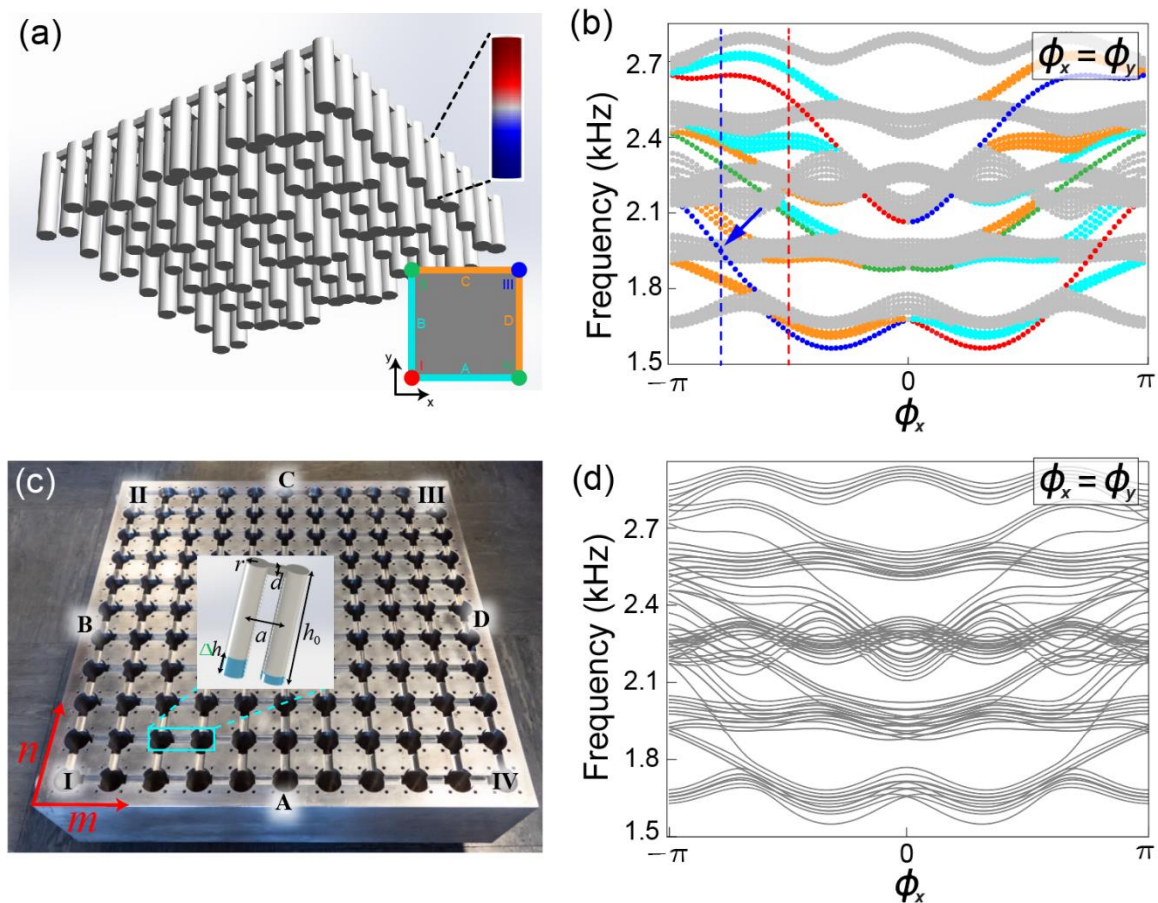 (a)
C
III
B
D
I
A
y
x
(b)
ϕx = ϕy
Frequency (kHz)
2.7
2.4
2.1
1.8
1.5
−π
0
π
ϕx
(c)
C
II
III
r
d
a
h0
Δh
B
D
n
I
IV
A
m
(d)
ϕx = ϕy
Frequency (kHz)
2.7
2.4
2.1
1.8
1.5
−π
0
π
ϕx